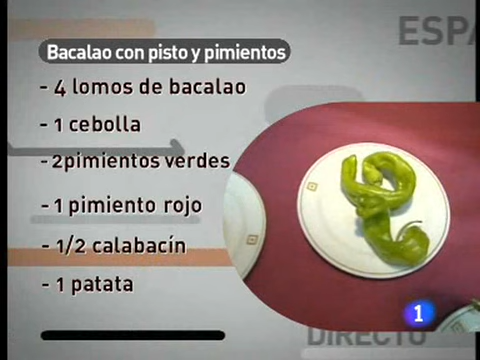 ESPA
Bacalao con pisto y pimientos
- 4 lomos de bacalao
- 1 cebolla
- 2pimientos verdes
- 1 pimiento rojo
- 1/2 calabacín
- 1 patata
1
DIRECTO